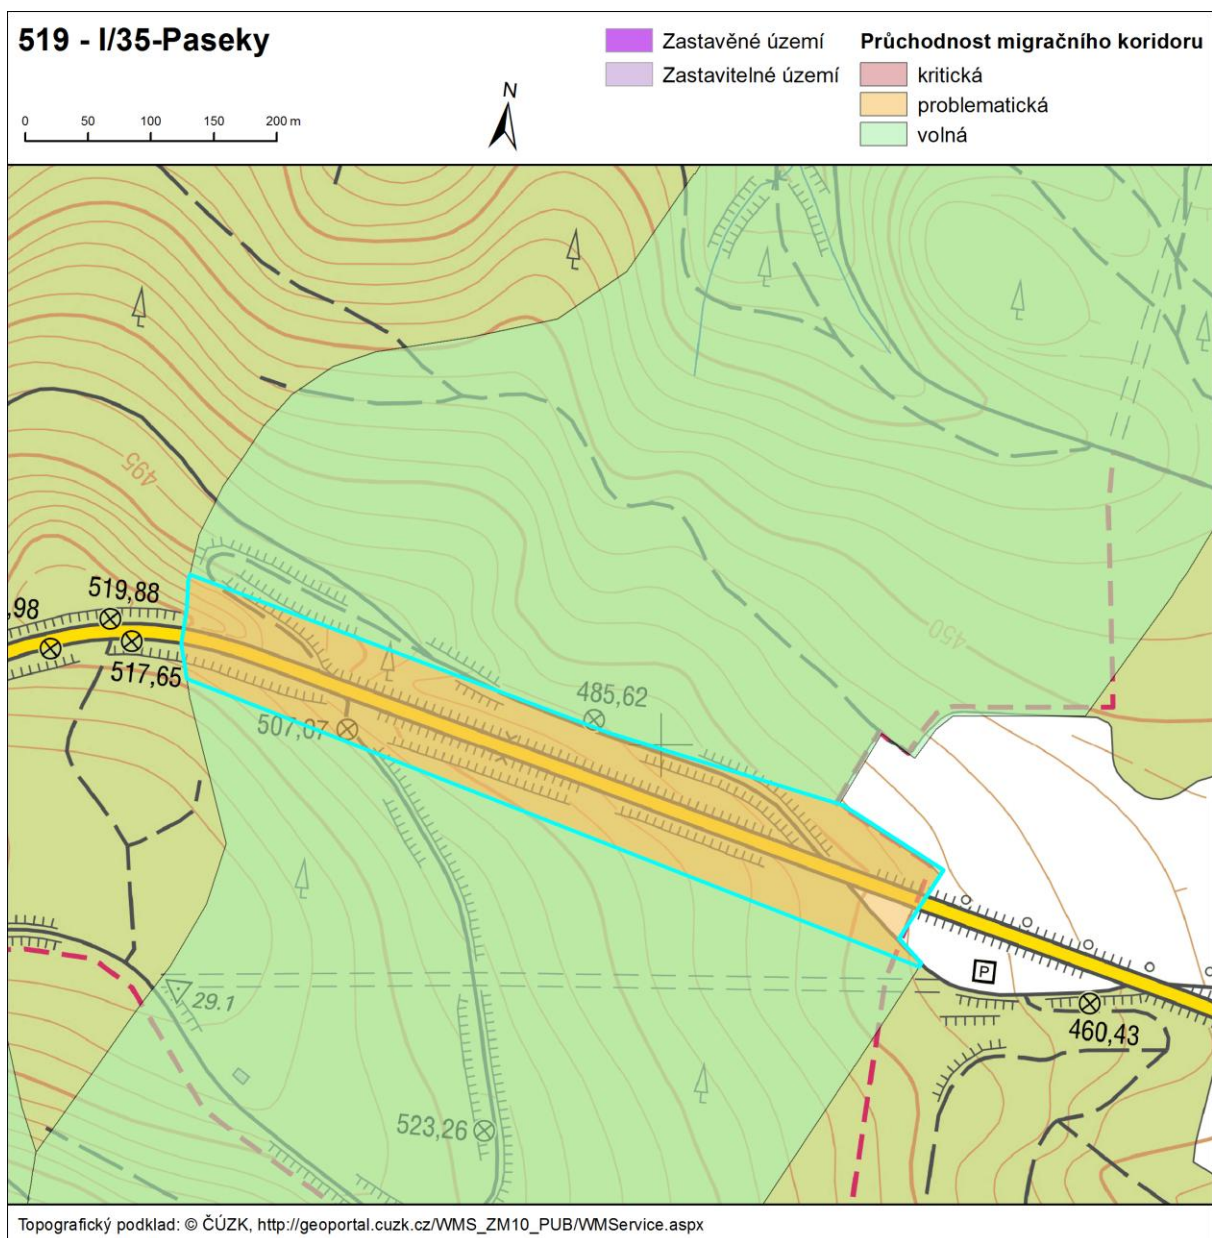 519 - I/35-Paseky
Zastavěné území
Zastavitelné území
Průchodnost migračního koridoru
kritická
problematická
volná
N
0 50 100 150 200 m
495
519,88
,98
517,65
507,07
485,62
450
29.1
P
460,43
523,26
Topografický podklad: © ČÚZK, http://geoportal.cuzk.cz/WMS_ZM10_PUB/WMService.aspx